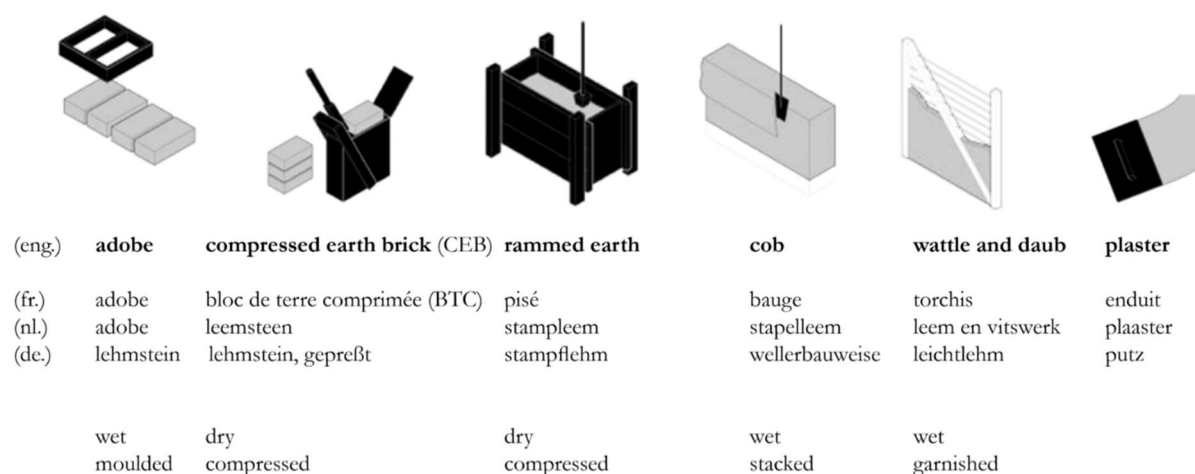 (eng.) adobe compressed earth brick (CEB) rammed earth cob wattle and daub plaster
(fr.) adobe bloc de terre comprimée (BTC) pisé bauge torchis enduit
(nl.) adobe leemsteen stampleem stapelleem leem en vitswerk plaaster
(de.) lehmstein lehmstein, gepreßt stampflehm wellerbauweise leichtlehm putz
wet dry dry wet wet
moulded compressed compressed stacked garnished